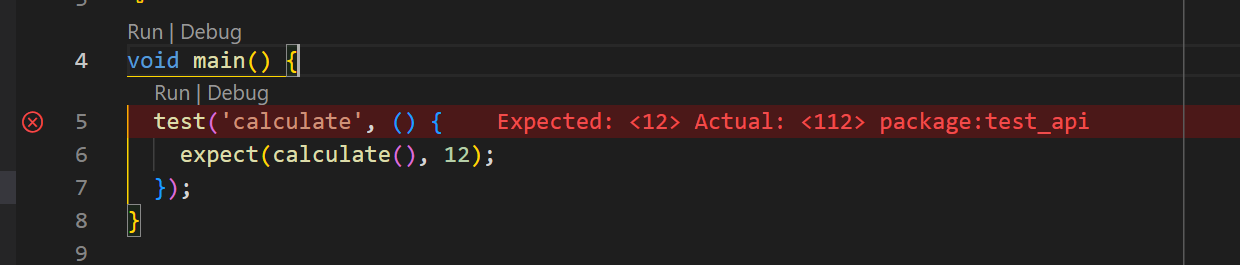 3
Run | Debug
4 void main() {
Run | Debug
5 test('calculate', () { Expected: <12> Actual: <112> package:test_api
6 expect(calculate(), 12);
7 });
8 }
9